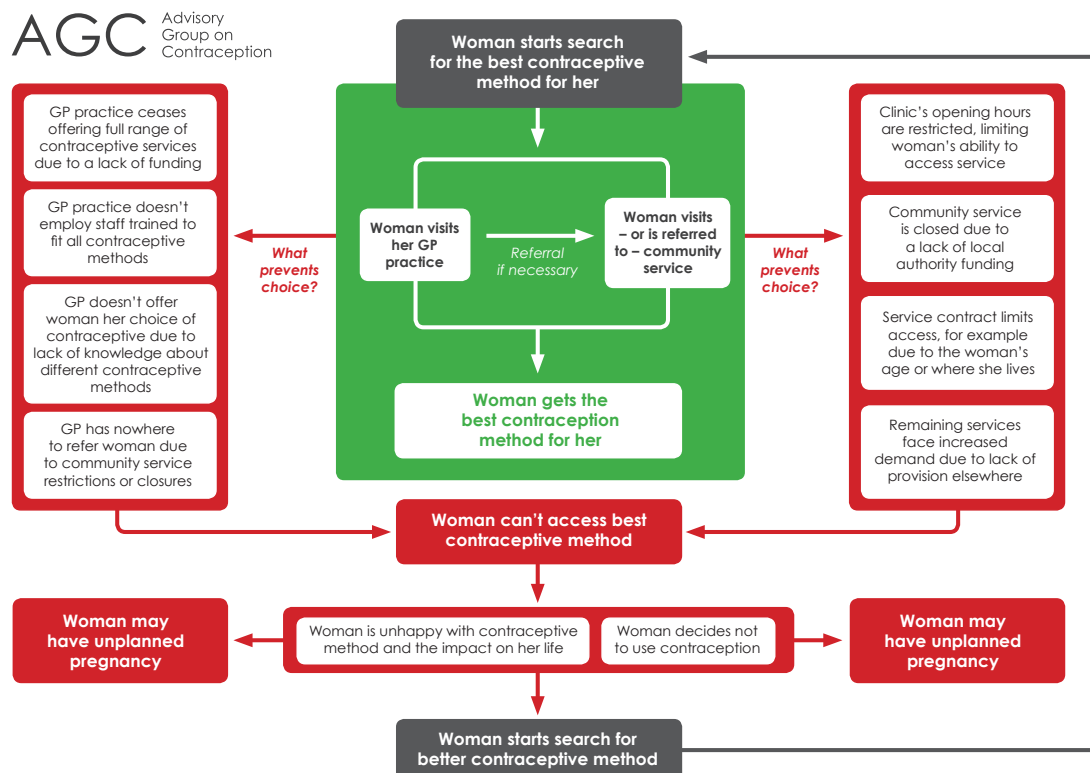 AGC
Advisory
Group on
Contraception
Woman starts search
for the best contraceptive
method for her
GP practice ceases
offering full range of
contraceptive services
due to a lack of funding
GP practice doesn't
employ staff trained to
fit all contraceptive
methods
GP doesn't offer
woman her choice of
contraceptive due to
lack of knowledge about
different contraceptive
methods
GP has nowhere
to refer woman due
to community service
restrictions or closures
What
prevents
choice?
Woman visits
her GP
practice
Referral
if necessary
Woman visits
– or is referred
to – community
service
What
prevents
choice?
Clinic's opening hours
are restricted, limiting
woman's ability to
access service
Community service
is closed due to
a lack of local
authority funding
Service contract limits
access, for example
due to the woman's
age or where she lives
Remaining services
face increased
demand due to lack of
provision elsewhere
Woman gets the
best contraception
method for her
Woman can't access best
contraceptive method
Woman may
have unplanned
pregnancy
Woman is unhappy with contraceptive
method and the impact on her life
Woman decides not
to use contraception
Woman may
have unplanned
pregnancy
Woman starts search for
better contraceptive method